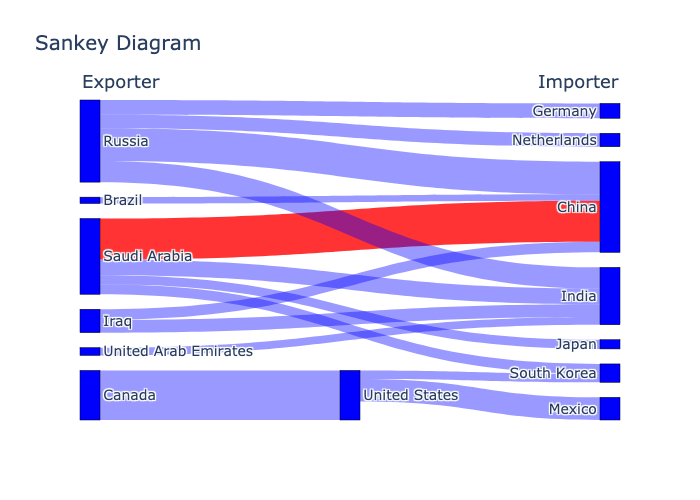 Sankey Diagram
Exporter
Importer
Germany
Russia
Netherlands
Brazil
China
Saudi Arabia
India
Iraq
Japan
United Arab Emirates
South Korea
Canada
United States
Mexico